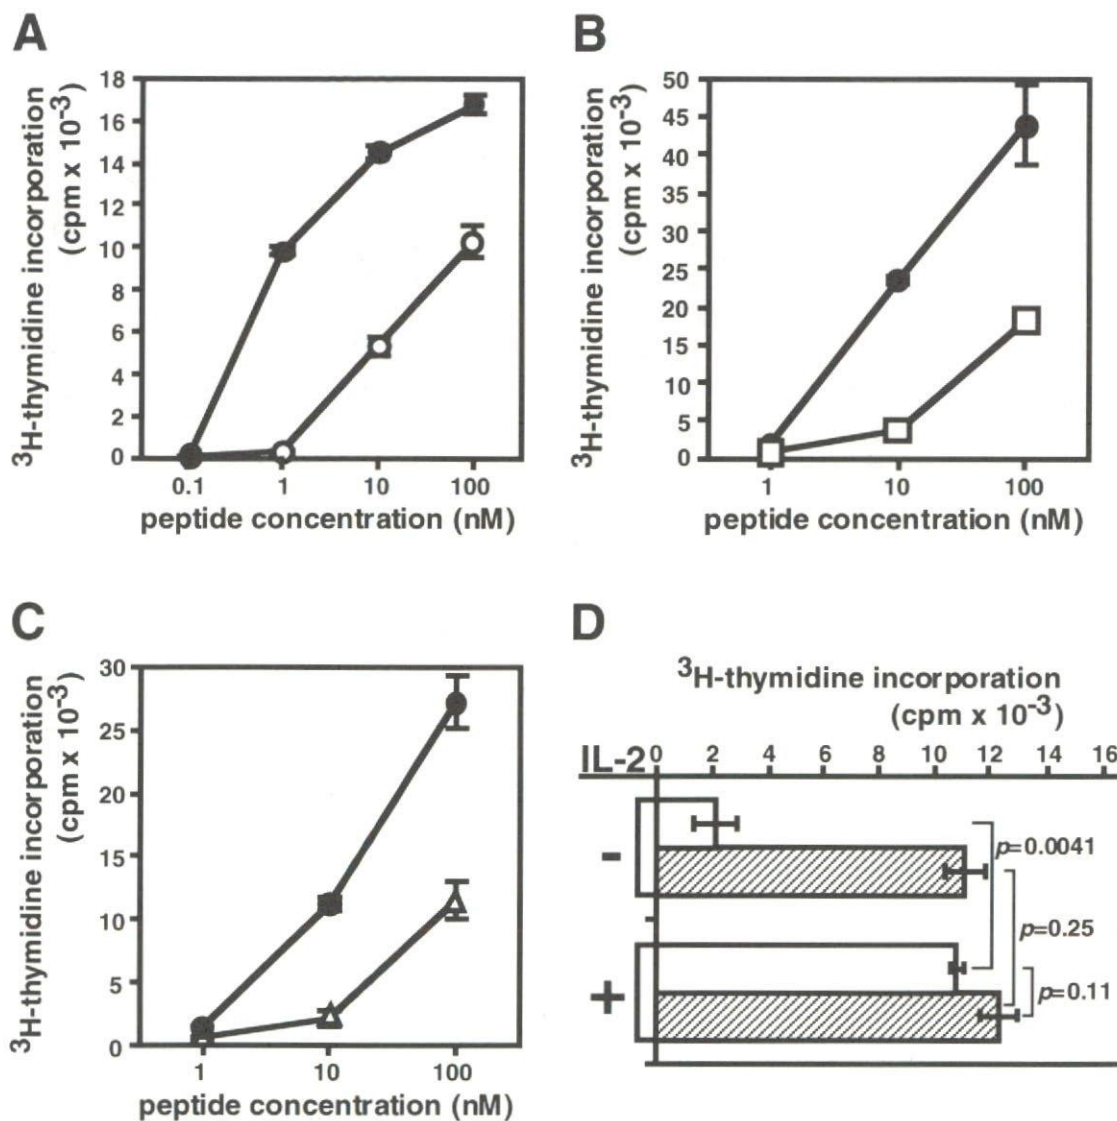 A
³H-thymidine incorporation
(cpm x 10⁻³)
18
16
14
12
10
8
6
4
2
0
0.1 1 10 100
peptide concentration (nM)
B
³H-thymidine incorporation
(cpm x 10⁻³)
50
45
40
35
30
25
20
15
10
5
0
1 10 100
peptide concentration (nM)
C
³H-thymidine incorporation
(cpm x 10⁻³)
30
25
20
15
10
5
0
1 10 100
peptide concentration (nM)
D
³H-thymidine incorporation
(cpm x 10⁻³)
IL-2 0 2 4 6 8 10 12 14 16
-
p=0.0041
p=0.25
+
p=0.11